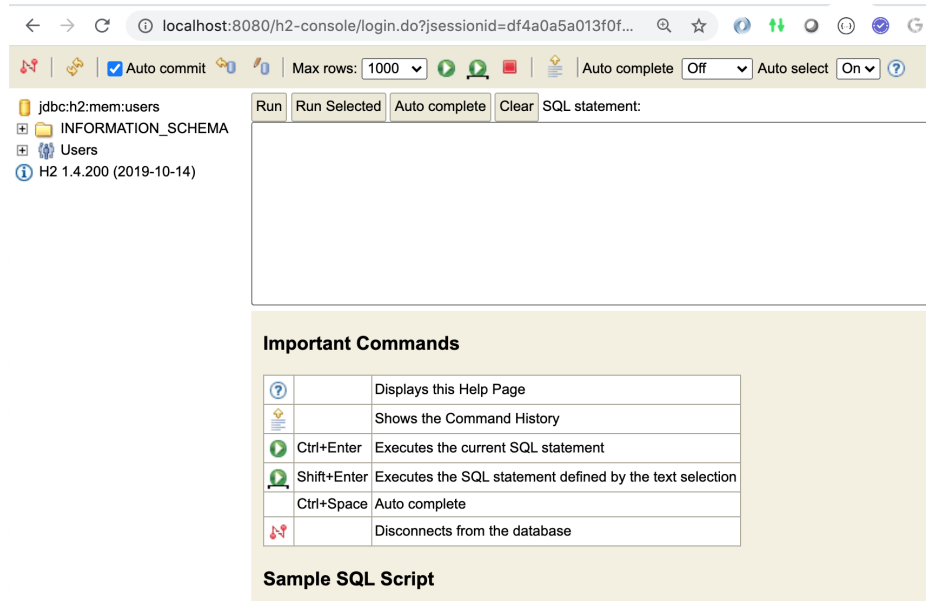 localhost:8080/h2-console/login.do?jsessionid=df4a0a5a013f0f...
Auto commit Max rows: 1000 Auto complete Off Auto select On
jdbc:h2:mem:users
INFORMATION_SCHEMA
Users
H2 1.4.200 (2019-10-14)
Run Run Selected Auto complete Clear SQL statement:
Important Commands
Displays this Help Page
Shows the Command History
Ctrl+Enter Executes the current SQL statement
Shift+Enter Executes the SQL statement defined by the text selection
Ctrl+Space Auto complete
Disconnects from the database
Sample SQL Script